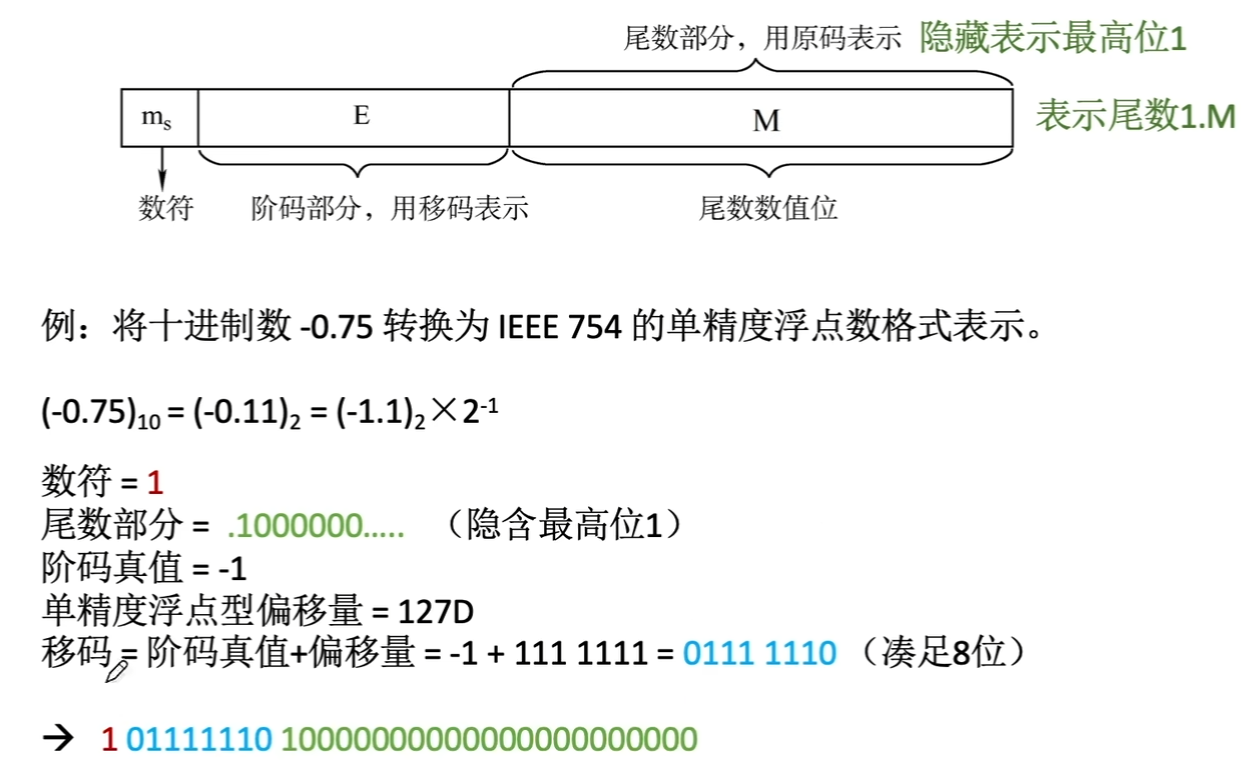 尾数部分，用原码表示 隐藏表示最高位1
m_s E M 表示尾数1.M
数符 阶码部分，用移码表示 尾数数值位
例：将十进制数 -0.75 转换为 IEEE 754 的单精度浮点数格式表示。
(-0.75)₁₀ = (-0.11)₂ = (-1.1)₂×2⁻¹
数符 = 1
尾数部分 = .1000000..... （隐含最高位1）
阶码真值 = -1
单精度浮点型偏移量 = 127D
移码 = 阶码真值+偏移量 = -1 + 111 1111 = 0111 1110 （凑足8位）
→ 1 01111110 10000000000000000000000